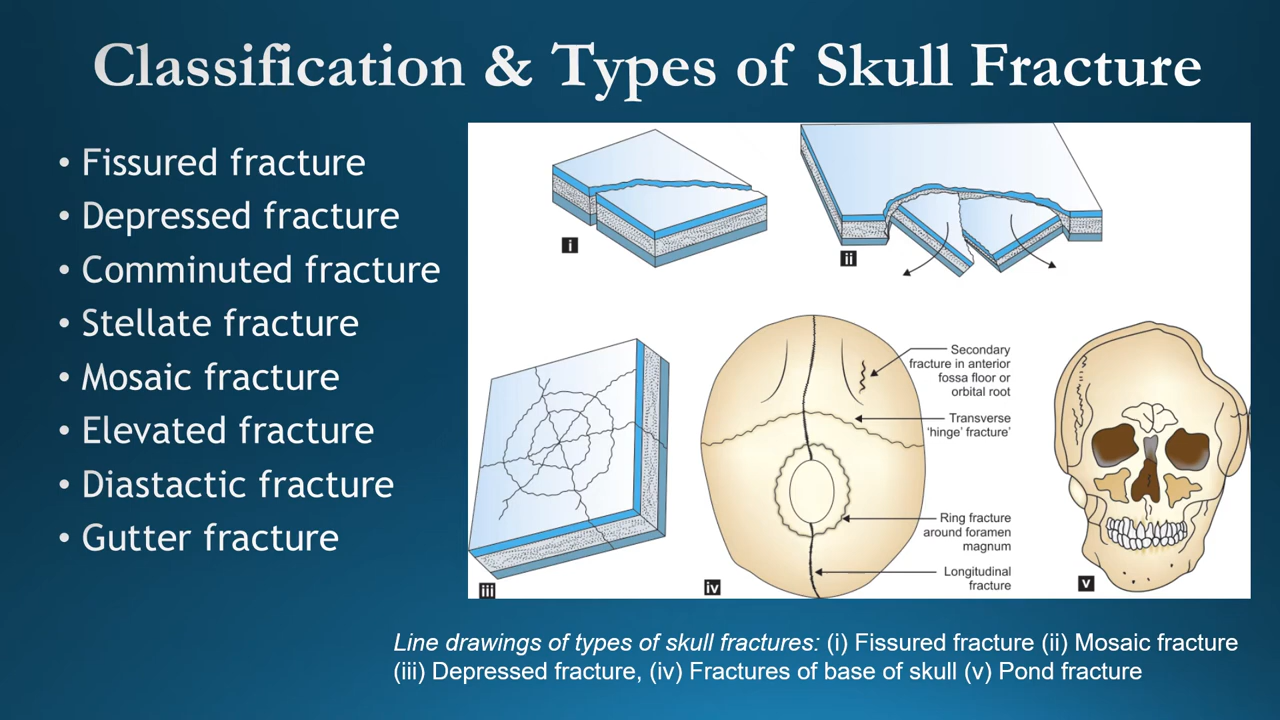 Classification & Types of Skull Fracture
• Fissured fracture
• Depressed fracture
• Comminuted fracture
• Stellate fracture
• Mosaic fracture
• Elevated fracture
• Diastactic fracture
• Gutter fracture
i
ii
iii
iv
v
Secondary
fracture in anterior
fossa floor or
orbital root
Transverse
'hinge' fracture'
Ring fracture
around foramen
magnum
Longitudinal
fracture
Line drawings of types of skull fractures: (i) Fissured fracture (ii) Mosaic fracture
(iii) Depressed fracture, (iv) Fractures of base of skull (v) Pond fracture